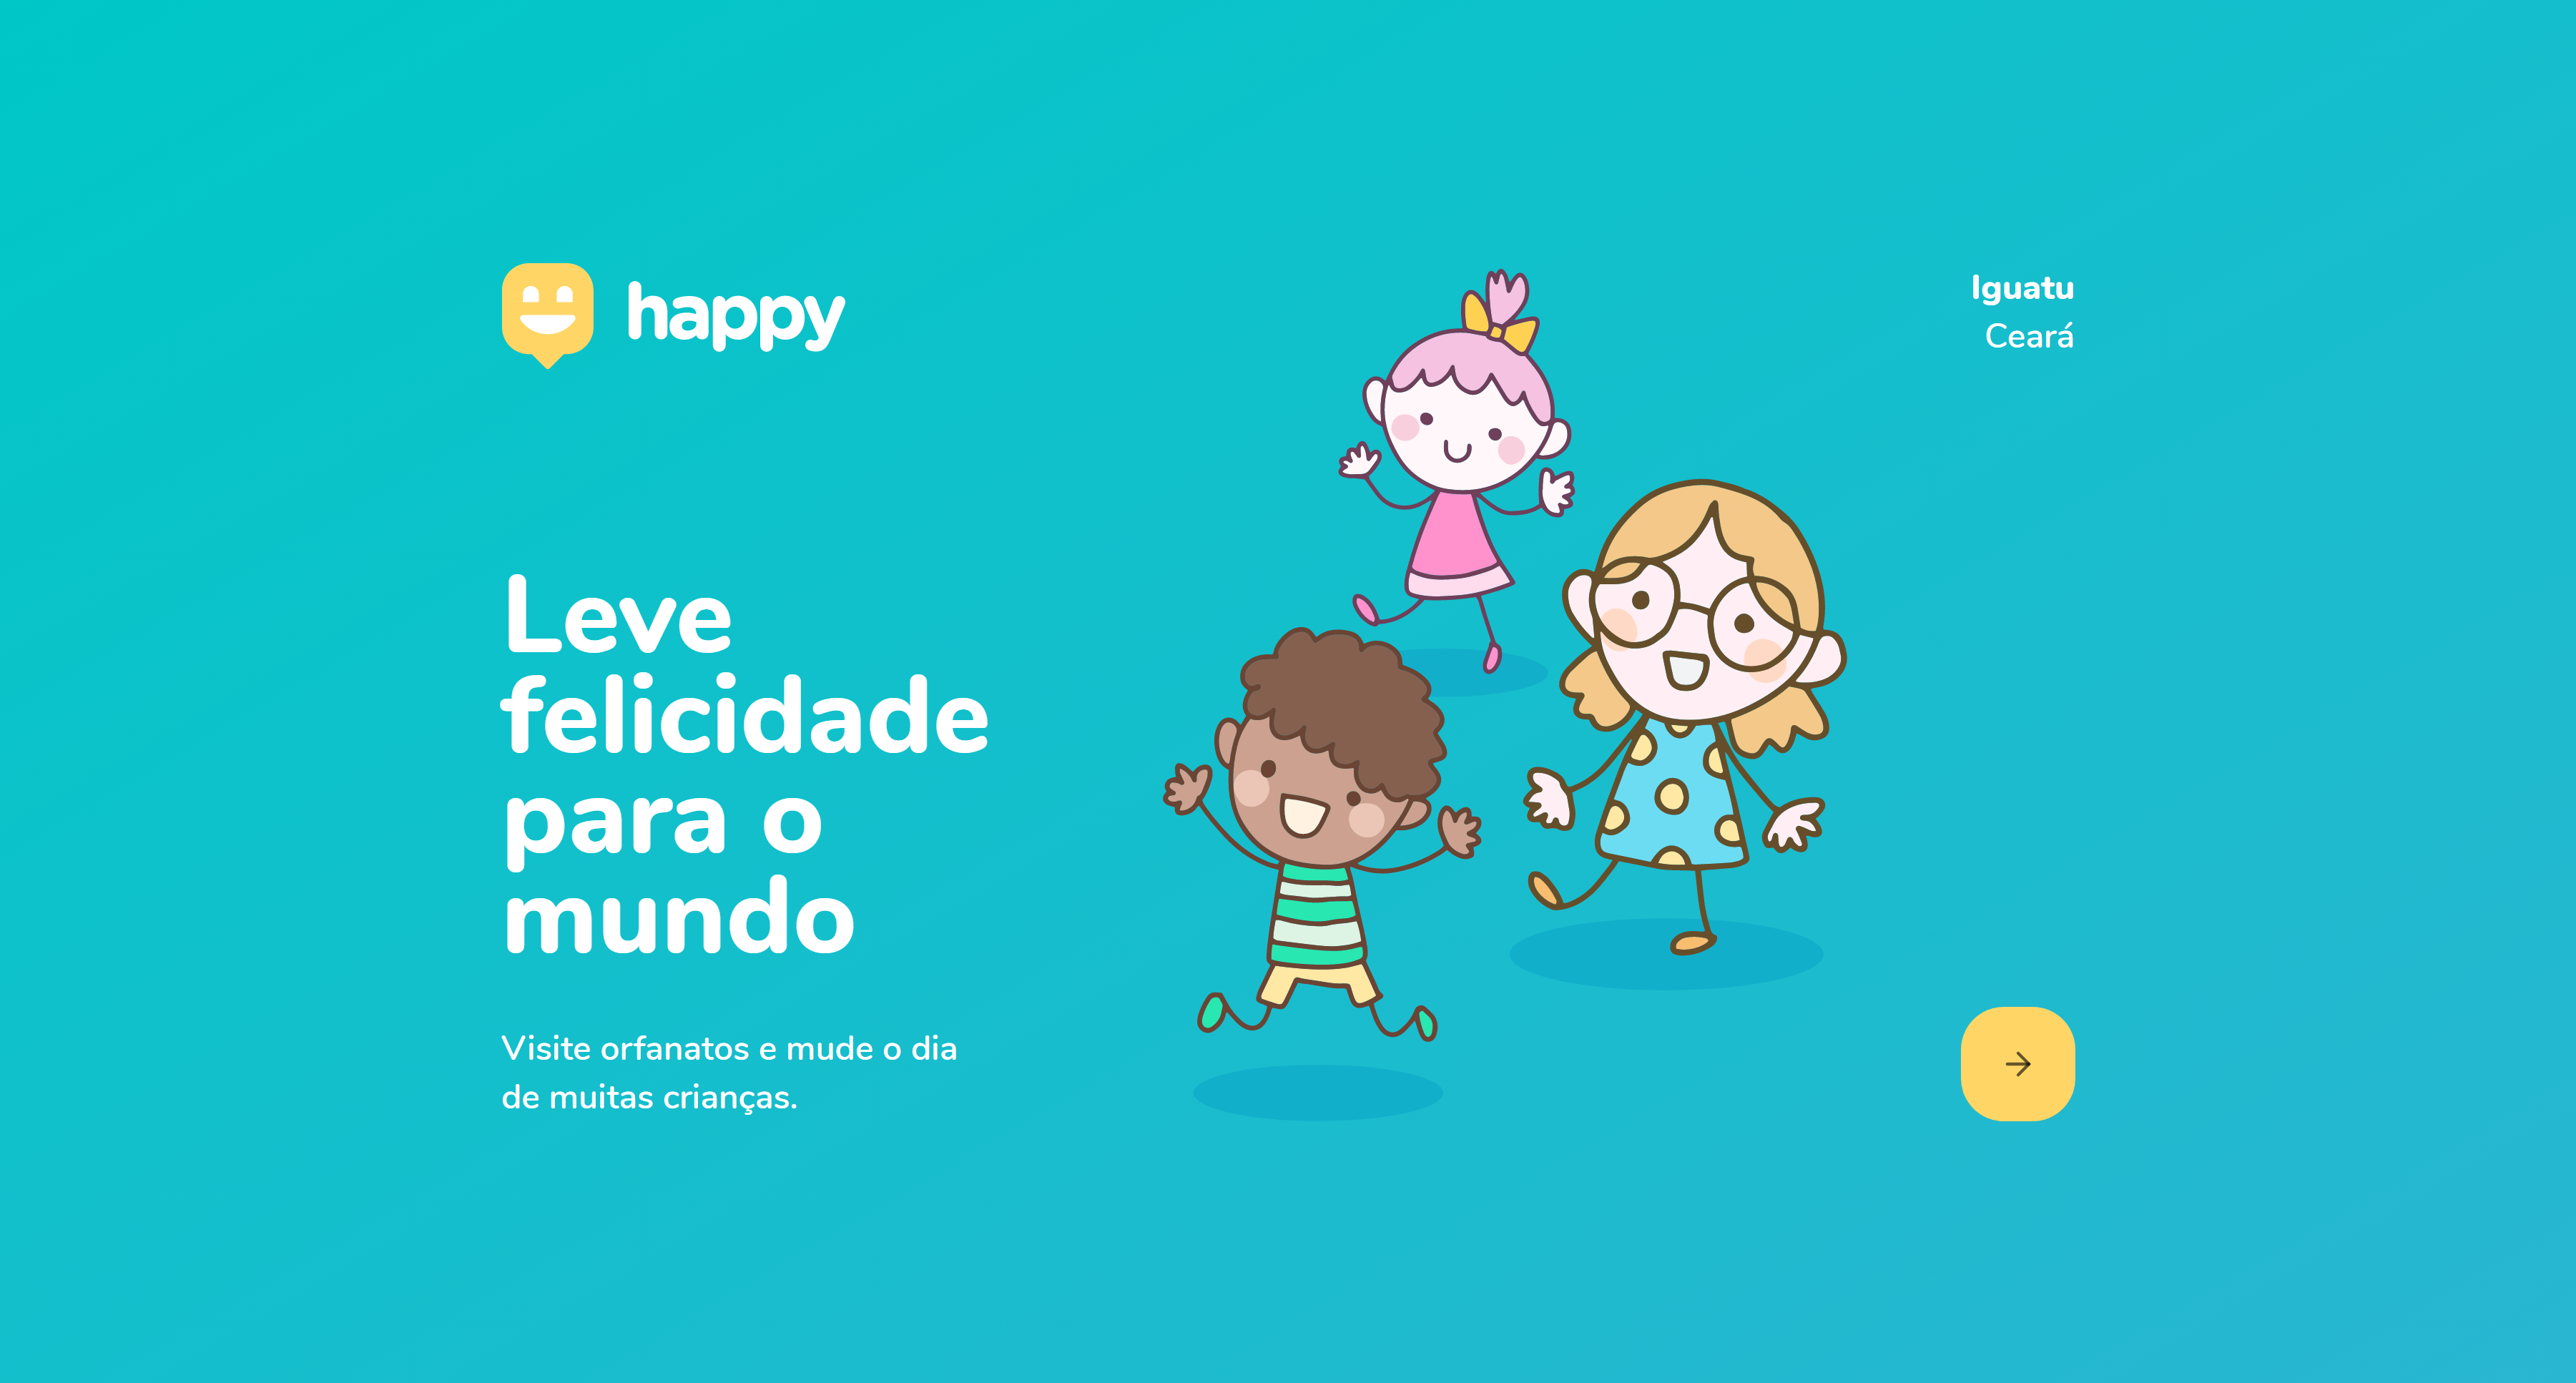 happy
Iguatu
Ceará
Leve
felicidade
para o
mundo
Visite orfanatos e mude o dia
de muitas crianças.